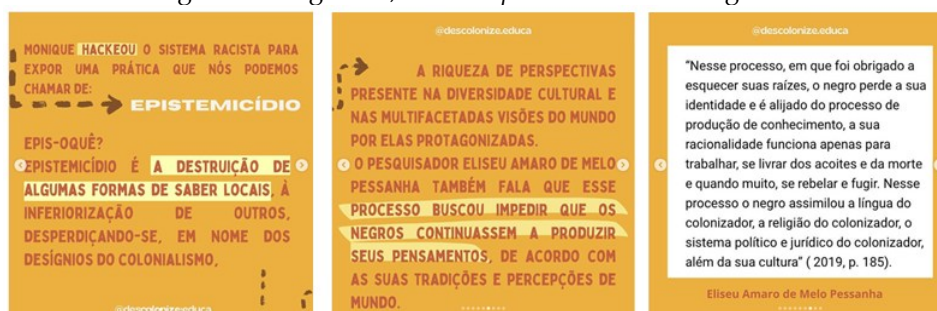 MONIQUE HACKEOU O SISTEMA RACISTA PARA
EXPOR UMA PRÁTICA QUE NÓS PODEMOS
CHAMAR DE:
EPISTEMICÍDIO
EPIS-OQUÊ?
EPISTEMICÍDIO É A DESTRUIÇÃO DE
ALGUMAS FORMAS DE SABER LOCAIS, À
INFERIORIZAÇÃO DE OUTROS,
DESPERDIÇANDO-SE, EM NOME DOS
DESÍGNIOS DO COLONIALISMO,
@descolonize.educa
@descolonize.educa
A RIQUEZA DE PERSPECTIVAS
PRESENTE NA DIVERSIDADE CULTURAL E
NAS MULTIFACETADAS VISÕES DO MUNDO
POR ELAS PROTAGONIZADAS.
O PESQUISADOR ELISEU AMARO DE MELO
PESSANHA TAMBÉM FALA QUE ESSE
PROCESSO BUSCOU IMPEDIR QUE OS
NEGROS CONTINUASSEM A PRODUZIR
SEUS PENSAMENTOS, DE ACORDO COM
AS SUAS TRADIÇÕES E PERCEPÇÕES DE
MUNDO.
@descolonize.educa
“Nesse processo, em que foi obrigado a
esquecer suas raízes, o negro perde a sua
identidade e é alijado do processo de
produção de conhecimento, a sua
racionalidade funciona apenas para
trabalhar, se livrar dos acoites e da morte
e quando muito, se rebelar e fugir. Nesse
processo o negro assimilou a língua do
colonizador, a religião do colonizador, o
sistema político e jurídico do colonizador,
além da sua cultura” ( 2019, p. 185).
Eliseu Amaro de Melo Pessanha